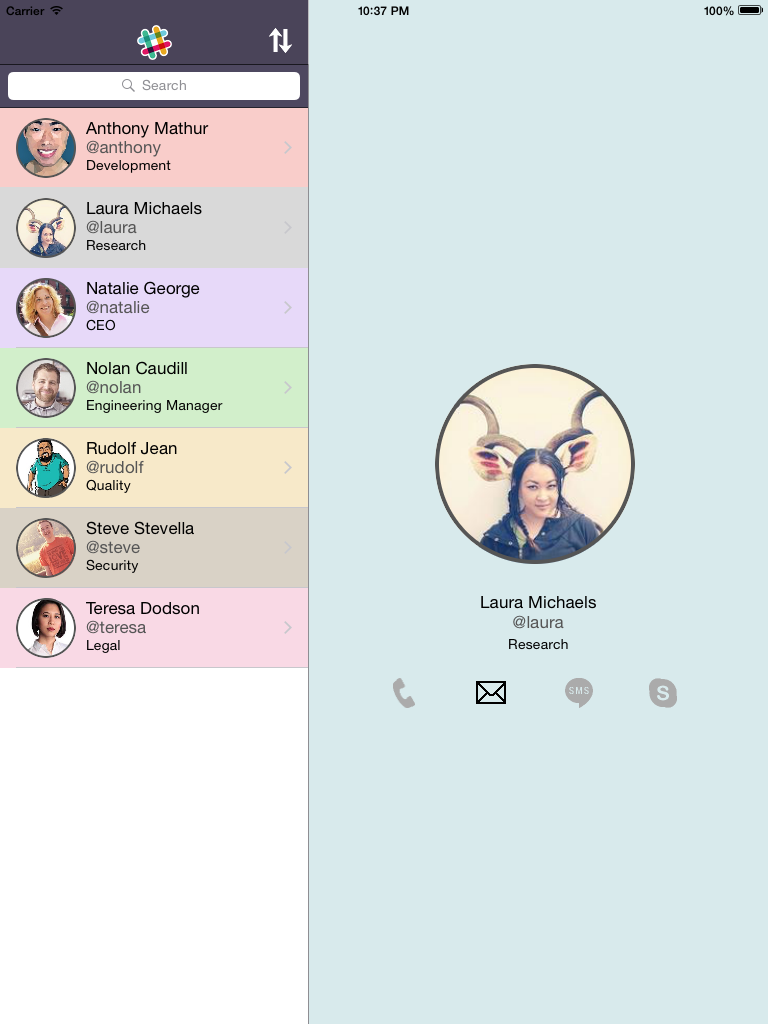 Carrier
10:37 PM
100%
Search
Anthony Mathur
@anthony
Development
Laura Michaels
@laura
Research
Natalie George
@natalie
CEO
Nolan Caudill
@nolan
Engineering Manager
Rudolf Jean
@rudolf
Quality
Steve Stevella
@steve
Security
Teresa Dodson
@teresa
Legal
Laura Michaels
@laura
Research
SMS
S